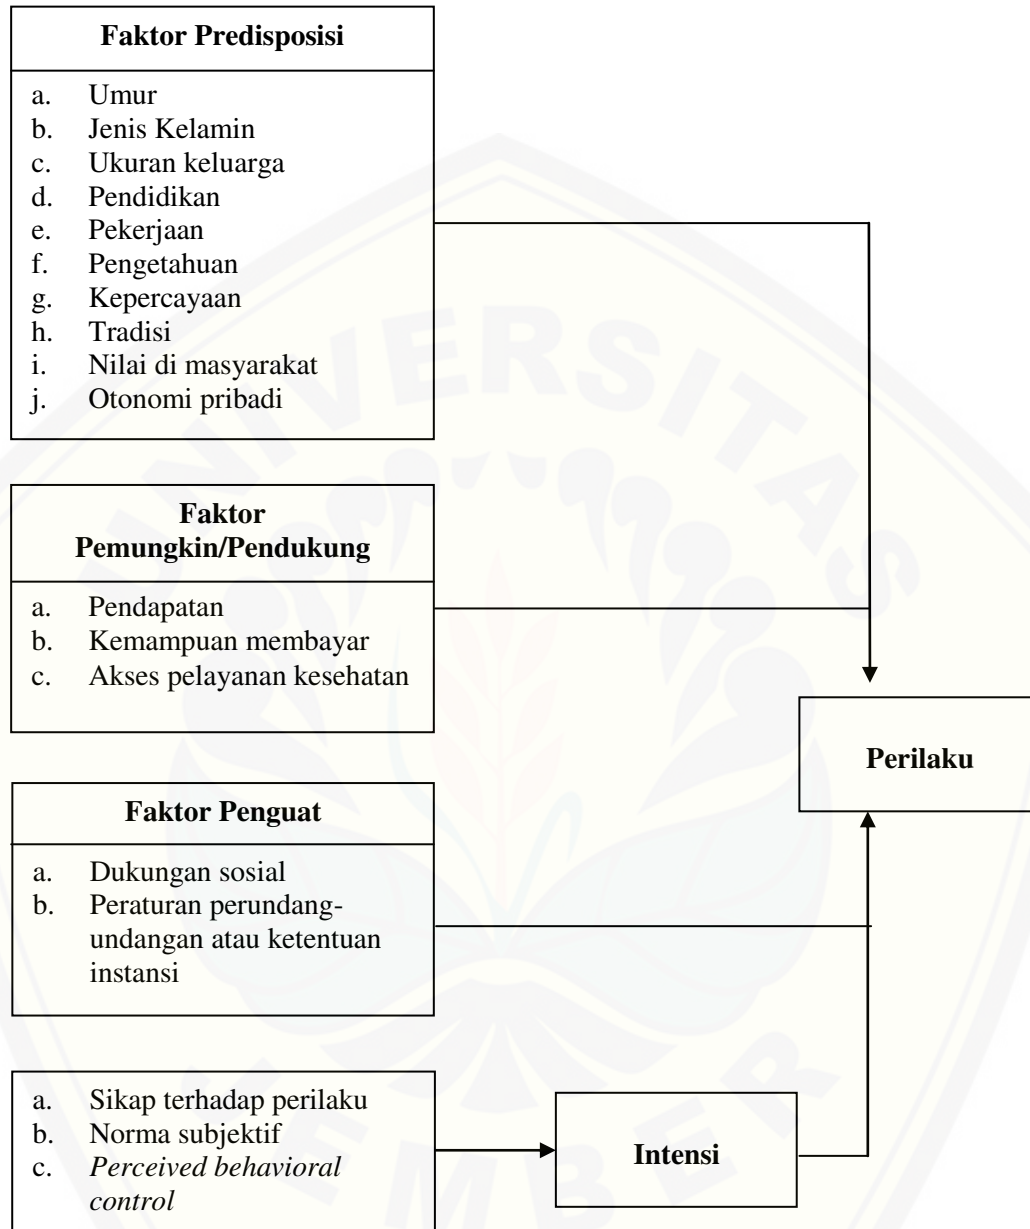 Faktor Predisposisi
a. Umur
b. Jenis Kelamin
c. Ukuran keluarga
d. Pendidikan
e. Pekerjaan
f. Pengetahuan
g. Kepercayaan
h. Tradisi
i. Nilai di masyarakat
j. Otonomi pribadi
Faktor
Pemungkin/Pendukung
a. Pendapatan
b. Kemampuan membayar
c. Akses pelayanan kesehatan
Perilaku
Faktor Penguat
a. Dukungan sosial
b. Peraturan perundang-
undangan atau ketentuan
instansi
a. Sikap terhadap perilaku
b. Norma subjektif
c. Perceived behavioral
control
Intensi
UNIVERSITAS
JEMBER